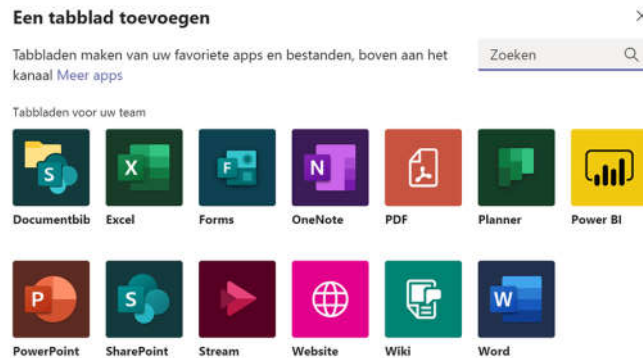 Een tabblad toevoegen
Tabbladen maken van uw favoriete apps en bestanden, boven aan het
kanaal Meer apps
Zoeken
Tabbladen voor uw team
S X F N
Documentbib Excel Forms OneNote PDF Planner Power BI
P S W
PowerPoint SharePoint Stream Website Wiki Word